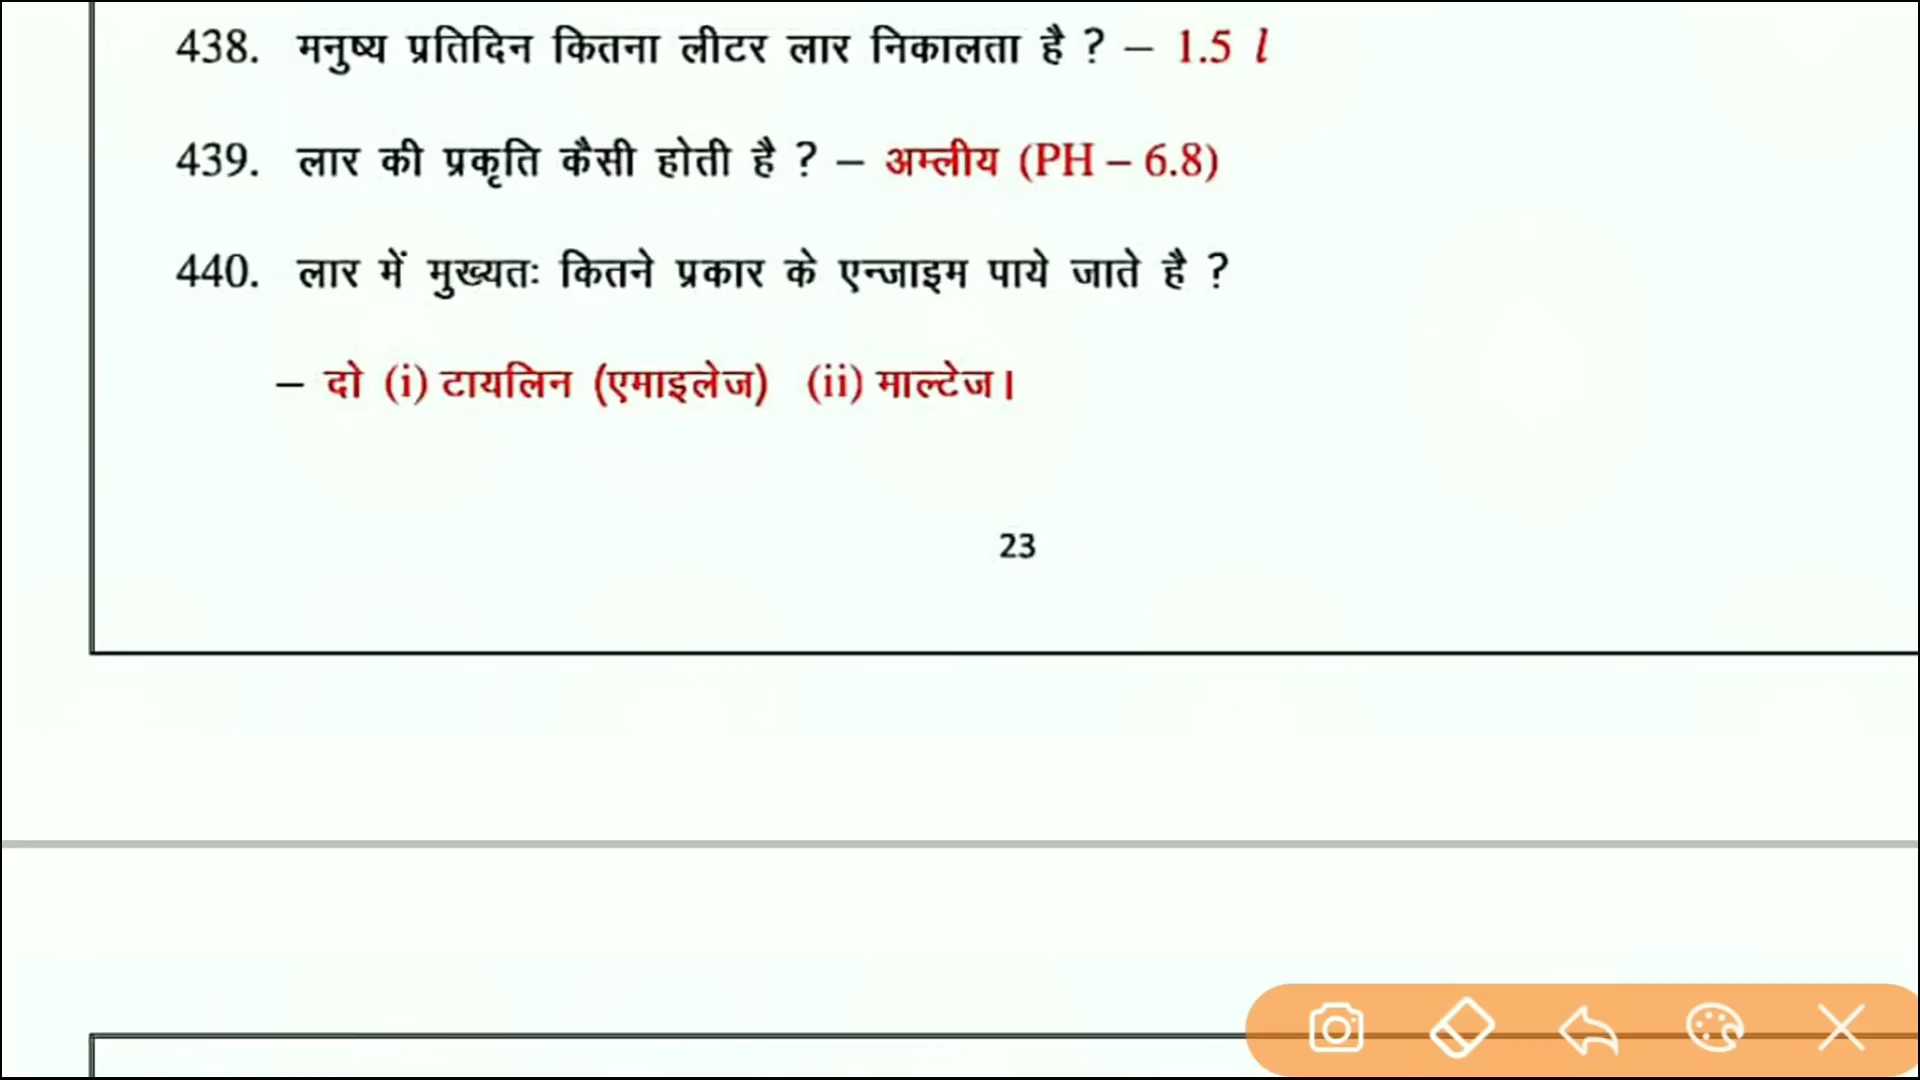 438. मनुष्य प्रतिदिन कितना लीटर लार निकालता है ? – 1.5 l
439. लार की प्रकृति कैसी होती है ? – अम्लीय (PH – 6.8)
440. लार में मुख्यतः कितने प्रकार के एन्जाइम पाये जाते है ?
– दो (i) टायलिन (एमाइलेज) (ii) माल्टेज।
23